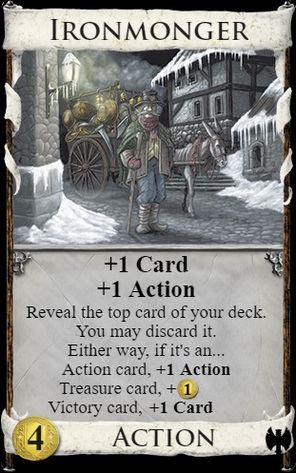 IRONMONGER
+1 Card
+1 Action
Reveal the top card of your deck.
You may discard it.
Either way, if it's an...
Action card, +1 Action
Treasure card, +1
Victory card, +1 Card
4 ACTION